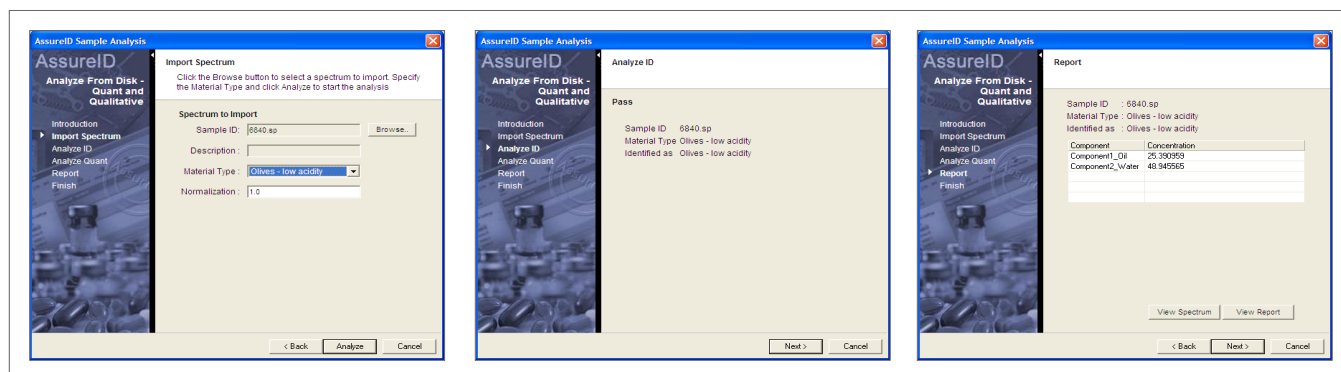 AssureID Sample Analysis
AssureID
Analyze From Disk -
Quant and
Qualitative
Introduction
Import Spectrum
Analyze ID
Analyze Quant
Report
Finish
Import Spectrum
Click the Browse button to select a spectrum to import. Specify
the Material Type and click Analyze to start the analysis
Spectrum to Import
Sample ID: 6840.sp Browse..
Description :
Material Type : Olives - low acidity
Normalization : 1.0
< Back Analyze Cancel
AssureID Sample Analysis
AssureID
Analyze From Disk -
Quant and
Qualitative
Introduction
Import Spectrum
Analyze ID
Analyze Quant
Report
Finish
Analyze ID
Pass
Sample ID 6840.sp
Material Type Olives - low acidity
Identified as Olives - low acidity
Next > Cancel
AssureID Sample Analysis
AssureID
Analyze From Disk -
Quant and
Qualitative
Introduction
Import Spectrum
Analyze ID
Analyze Quant
Report
Finish
Report
Sample ID : 6840.sp
Material Type : Olives - low acidity
Identified as : Olives - low acidity
Component Concentration
Component1_Oil 25.390959
Component2_Water 48.945565
View Spectrum View Report
< Back Next > Cancel